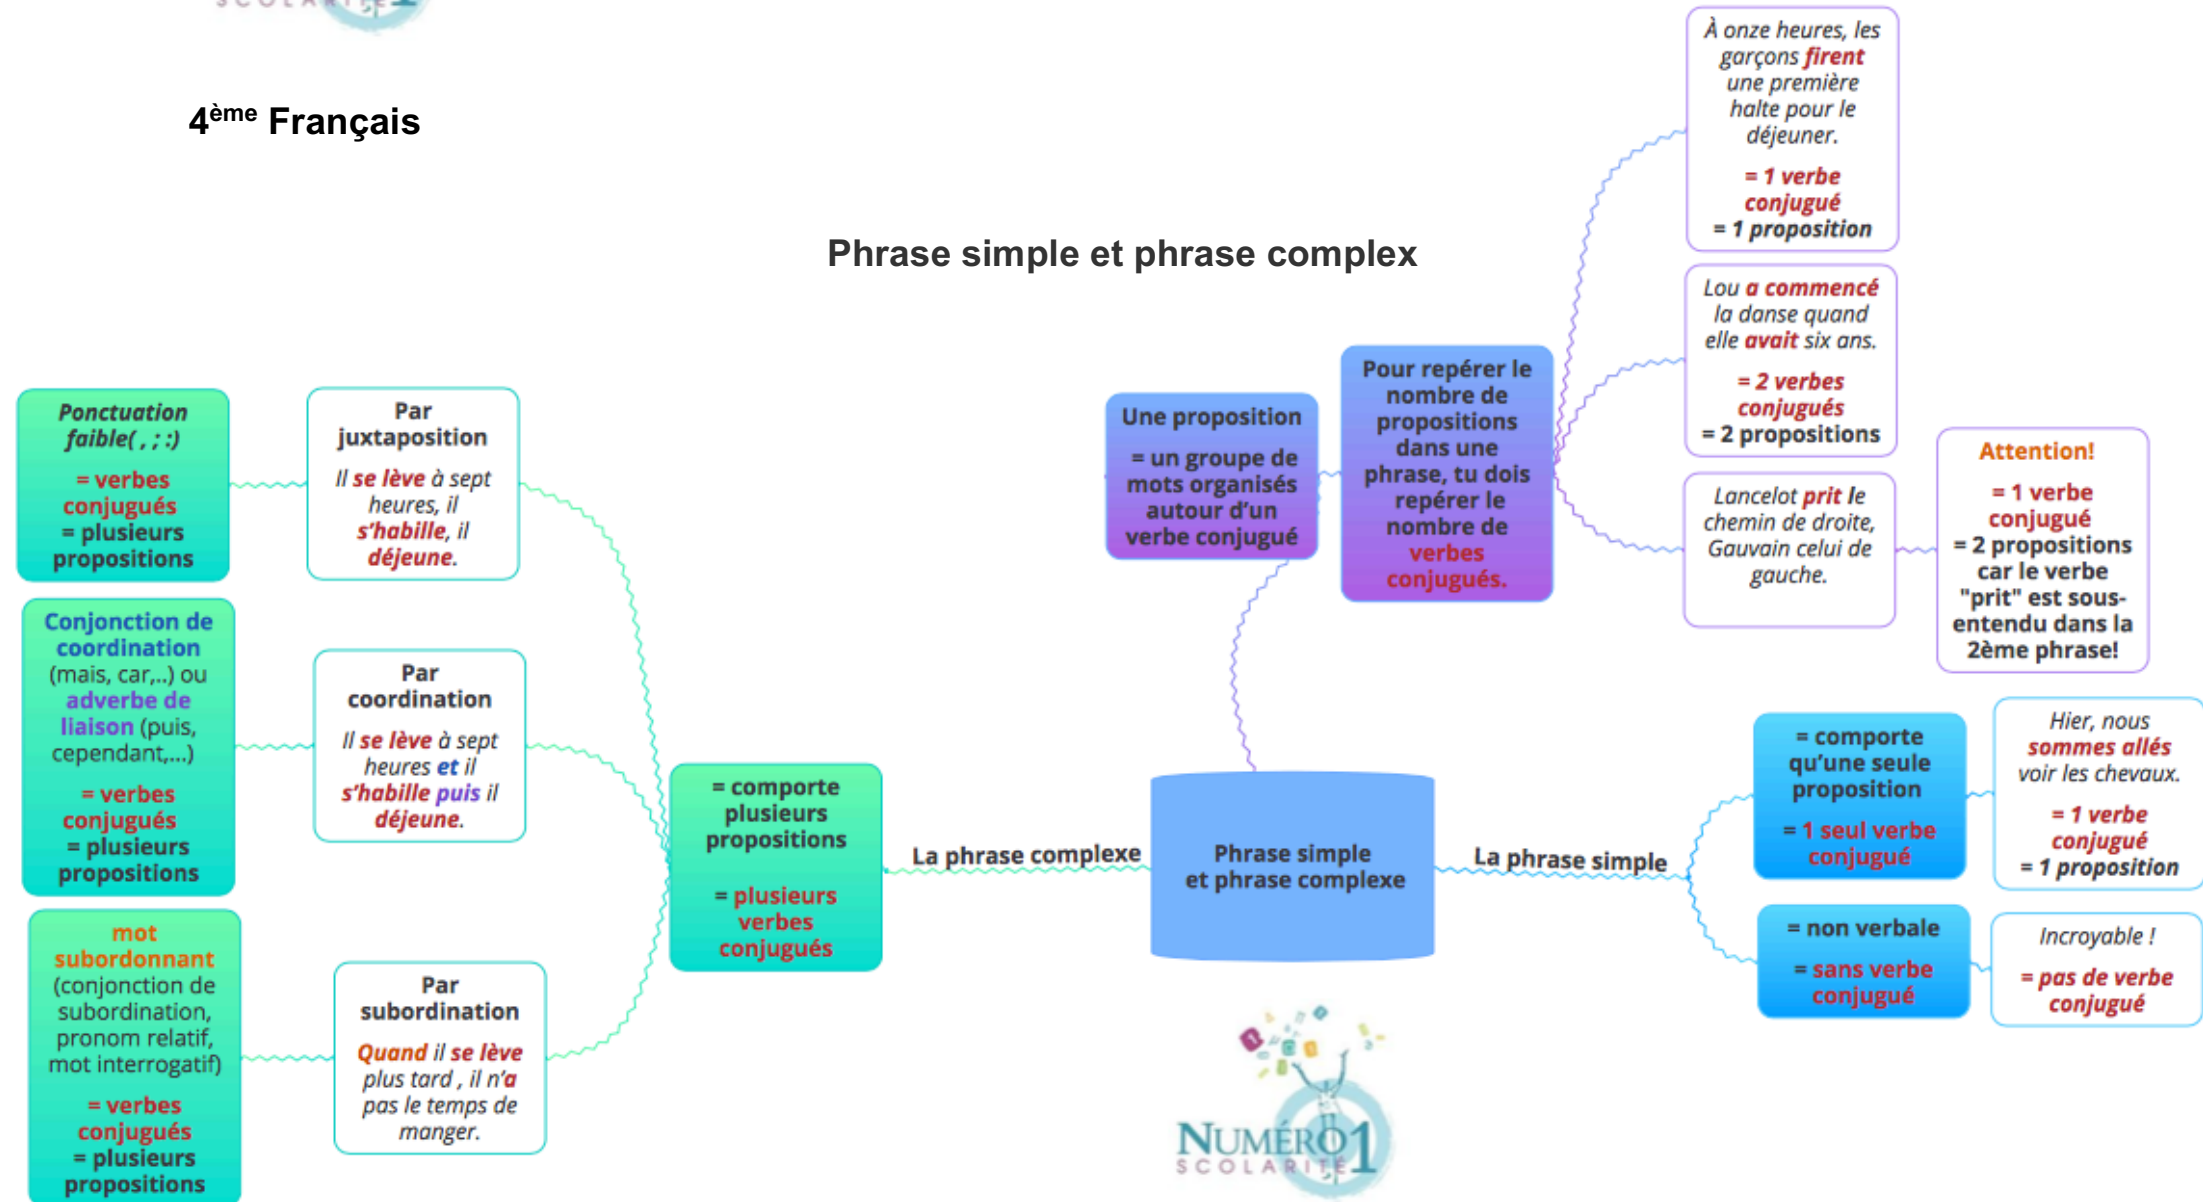 SCOLARITÉ1
4ème Français
Phrase simple et phrase complex
À onze heures, les
garçons firent
une première
halte pour le
déjeuner.
= 1 verbe
conjugué
= 1 proposition
Lou a commencé
la danse quand
elle avait six ans.
= 2 verbes
conjugués
= 2 propositions
Lancelot prit le
chemin de droite,
Gauvain celui de
gauche.
Attention!
= 1 verbe
conjugué
= 2 propositions
car le verbe
"prit" est sous-
entendu dans la
2ème phrase!
Pour repérer le
nombre de
propositions
dans une
phrase, tu dois
repérer le
nombre de
verbes
conjugués.
Une proposition
= un groupe de
mots organisés
autour d'un
verbe conjugué
Ponctuation
faible( , ; :)
= verbes
conjugués
= plusieurs
propositions
Par
juxtaposition
Il se lève à sept
heures, il
s'habille, il
déjeune.
Conjonction de
coordination
(mais, car,..) ou
adverbe de
liaison (puis,
cependant,...)
= verbes
conjugués
= plusieurs
propositions
Par
coordination
Il se lève à sept
heures et il
s'habille puis il
déjeune.
mot
subordonnant
(conjonction de
subordination,
pronom relatif,
mot interrogatif)
= verbes
conjugués
= plusieurs
propositions
Par
subordination
Quand il se lève
plus tard , il n'a
pas le temps de
manger.
= comporte
plusieurs
propositions
= plusieurs
verbes
conjugués
La phrase complexe
Phrase simple
et phrase complexe
La phrase simple
= comporte
qu'une seule
proposition
= 1 seul verbe
conjugué
Hier, nous
sommes allés
voir les chevaux.
= 1 verbe
conjugué
= 1 proposition
= non verbale
= sans verbe
conjugué
Incroyable !
= pas de verbe
conjugué
NUMÉRO1
SCOLARITÉ